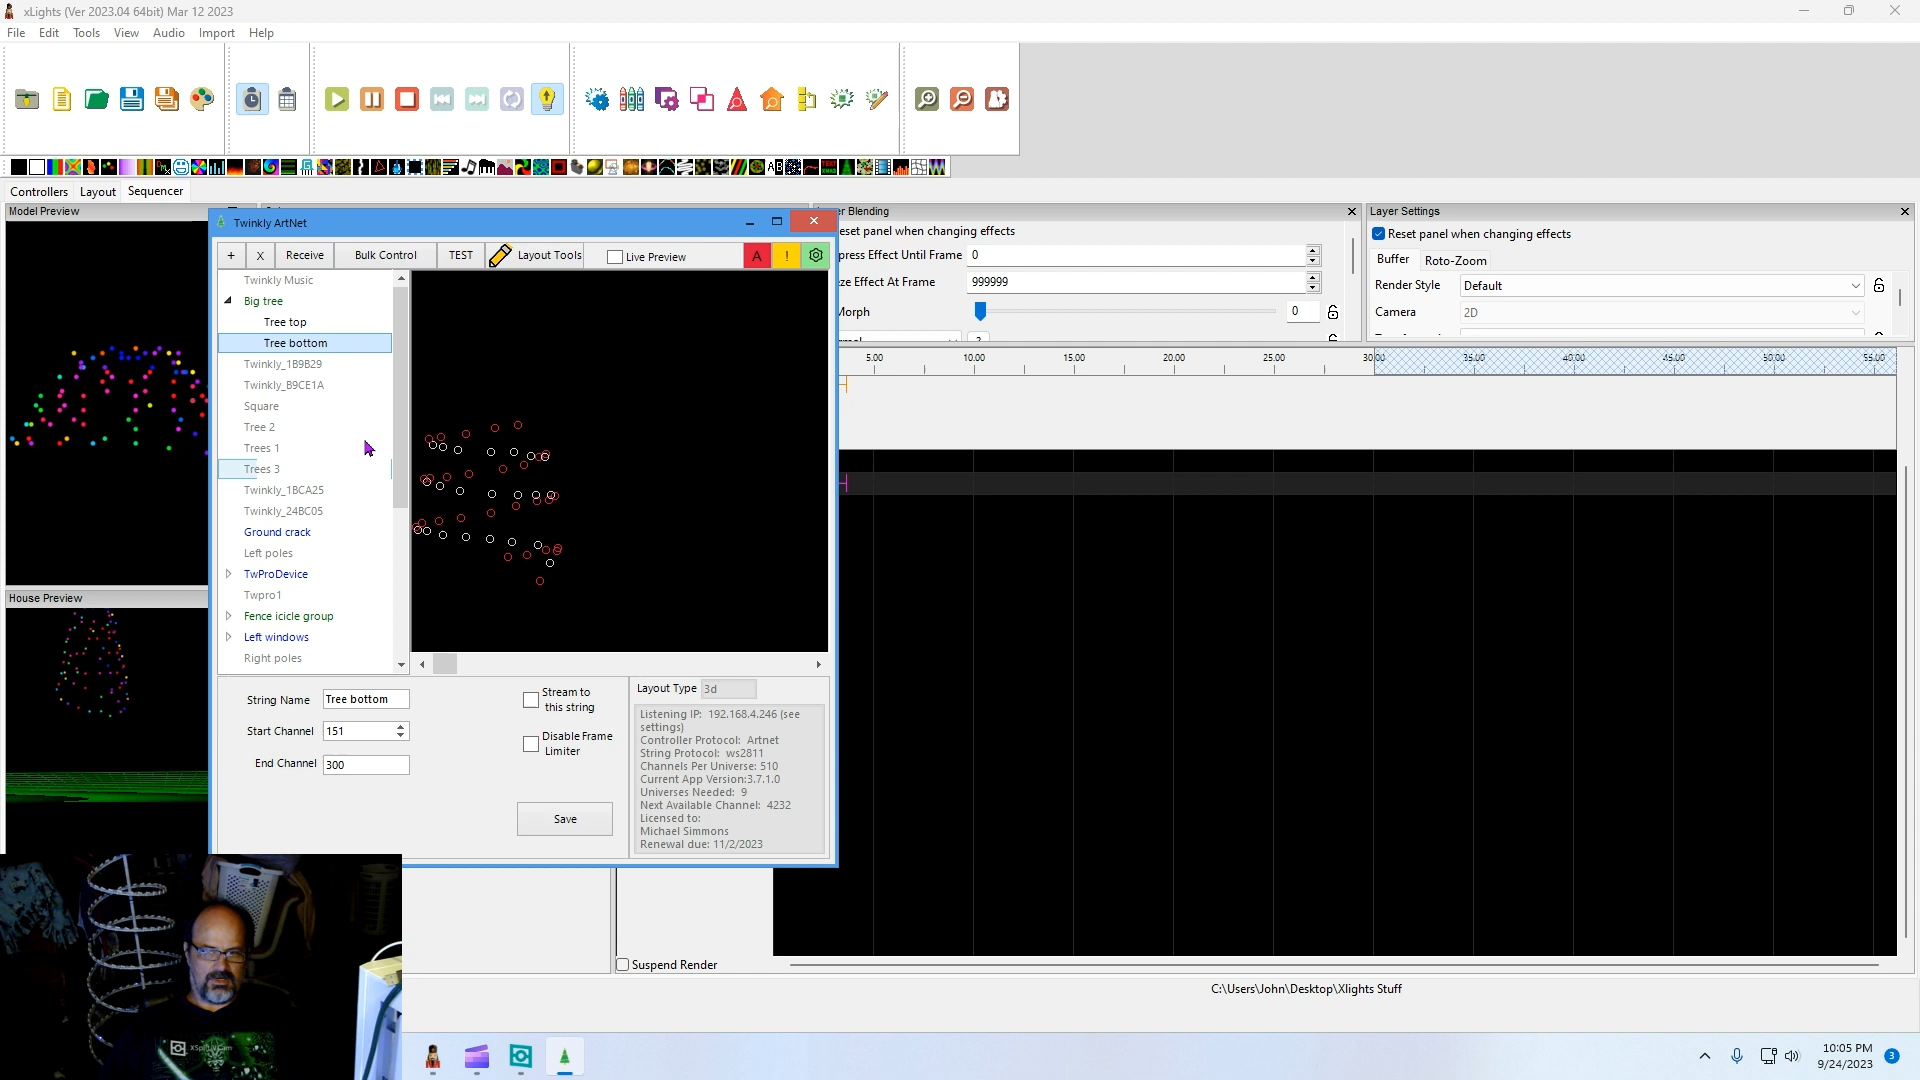 xLights (Ver 2023.04 64bit) Mar 12 2023
File Edit Tools View Audio Import Help
Controllers Layout Sequencer
Model Preview
Twinkly ArtNet
Blending
Layer Settings
+ X Receive Bulk Control TEST Layout Tools Live Preview A !
eset panel when changing effects
Reset panel when changing effects
press Effect Until Frame 0
Buffer Roto-Zoom
ze Effect At Frame 999999
Render Style Default
Morph 0
Camera 2D
Twinkly Music
Big tree
Tree top
Tree bottom
Twinkly_1B9B29
Twinkly_B9CE1A
Square
Tree 2
Trees 1
Trees 3
Twinkly_1BCA25
Twinkly_24BC05
Ground crack
Left poles
TwProDevice
Twpro1
Fence icicle group
Left windows
Right poles
5.00 10.00 15.00 20.00 25.00 30.00 35.00 40.00 45.00 50.00 55.00
House Preview
String Name Tree bottom
Start Channel 151
End Channel 300
Stream to
this string
Disable Frame
Limiter
Save
Layout Type 3d
Listening IP: 192.168.4.246 (see
settings)
Controller Protocol: Artnet
String Protocol: ws2811
Channels Per Universe: 510
Current App Version:3.7.1.0
Universes Needed: 9
Next Available Channel: 4232
Licensed to:
Michael Simmons
Renewal due: 11/2/2023
Suspend Render
C:\Users\John\Desktop\Xlights Stuff
10:05 PM
9/24/2023
3